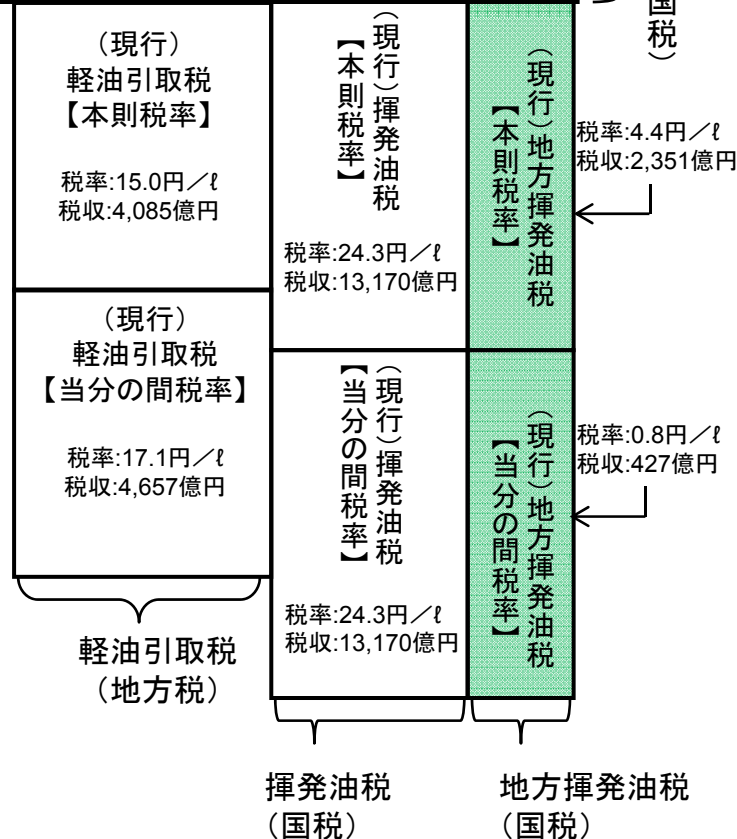 国税）
（現行）
軽油引取税
【本則税率】
税率:15.0円／ℓ
税収:4,085億円
（現行）
軽油引取税
【当分の間税率】
税率:17.1円／ℓ
税収:4,657億円
軽油引取税
（地方税）
（現行）揮発油税
【本則税率】
税率:24.3円／ℓ
税収:13,170億円
（現行）揮発油税
【当分の間税率】
税率:24.3円／ℓ
税収:13,170億円
揮発油税
（国税）
（現行）地方揮発油税
【本則税率】
税率:4.4円／ℓ
税収:2,351億円
（現行）地方揮発油税
【当分の間税率】
税率:0.8円／ℓ
税収:427億円
地方揮発油税
（国税）